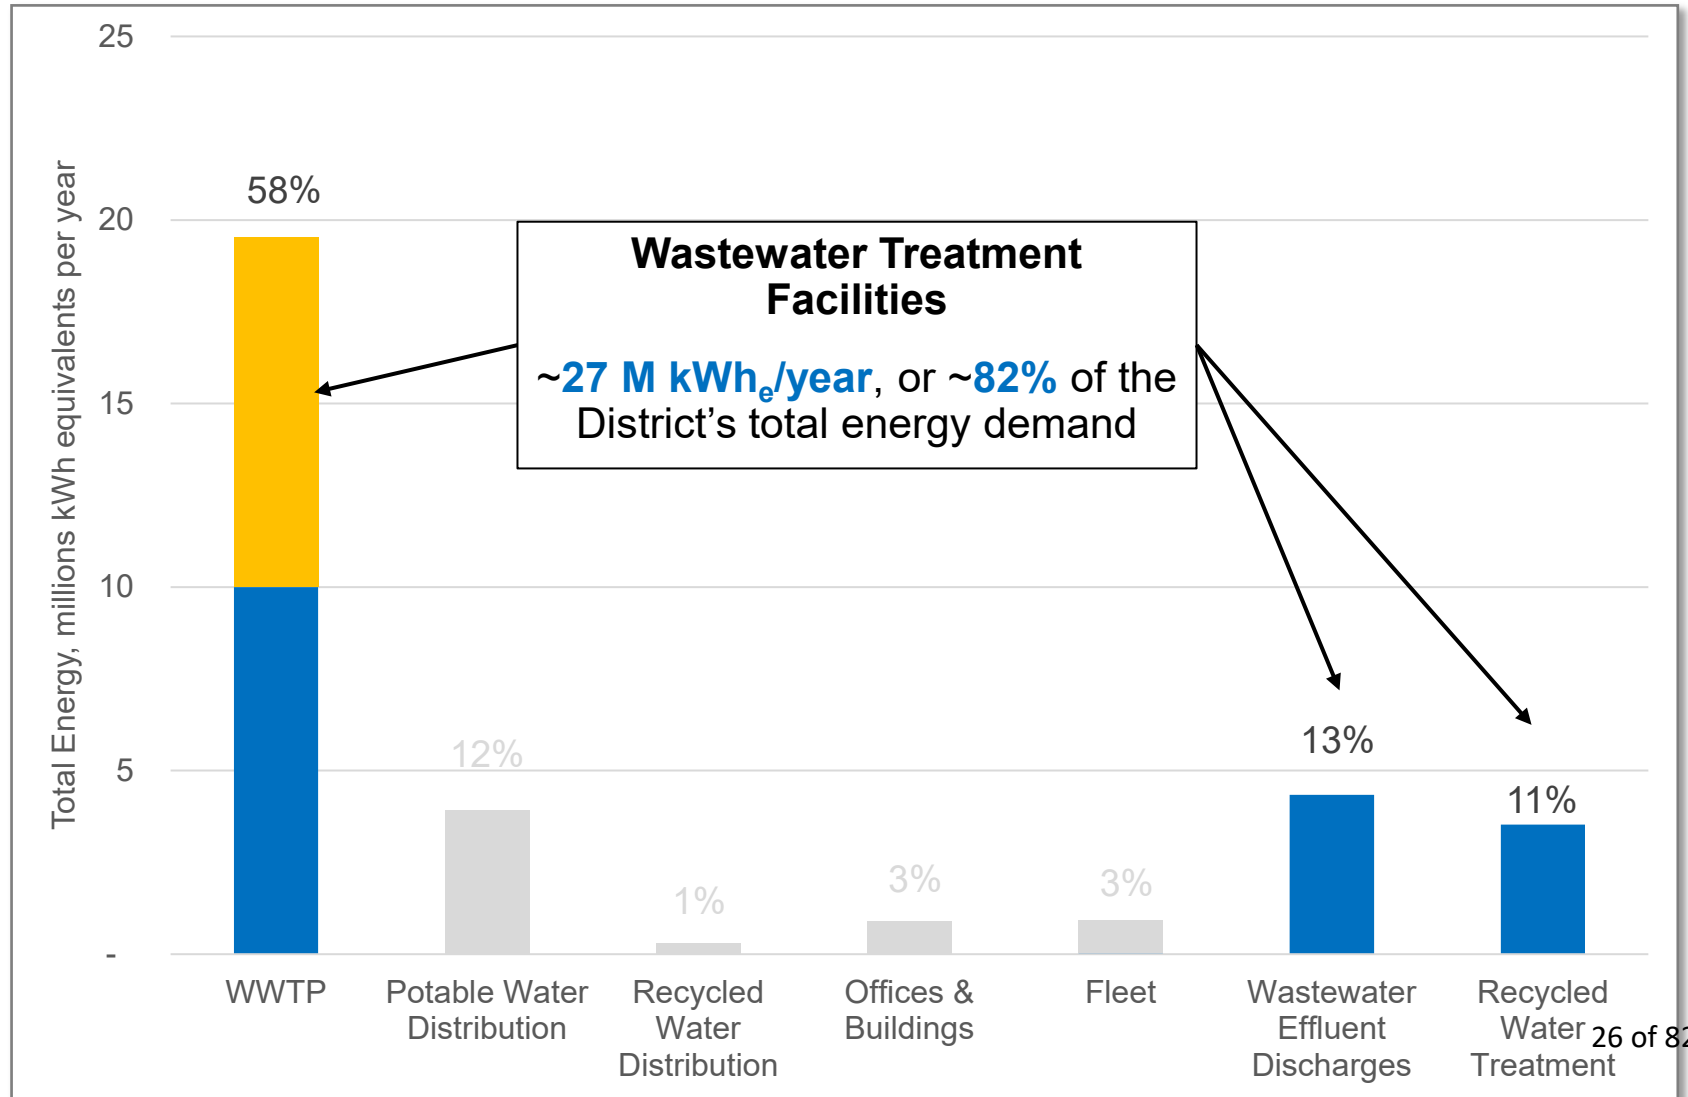 25
20
15
10
5
-
Total Energy, millions kWh equivalents per year
58%
12%
1%
3%
3%
13%
11%
Wastewater Treatment
Facilities
~27 M kWhe/year, or ~82% of the
District’s total energy demand
WWTP
Potable Water
Distribution
Recycled
Water
Distribution
Offices &
Buildings
Fleet
Wastewater
Effluent
Discharges
Recycled
Water
Treatment
26 of 82